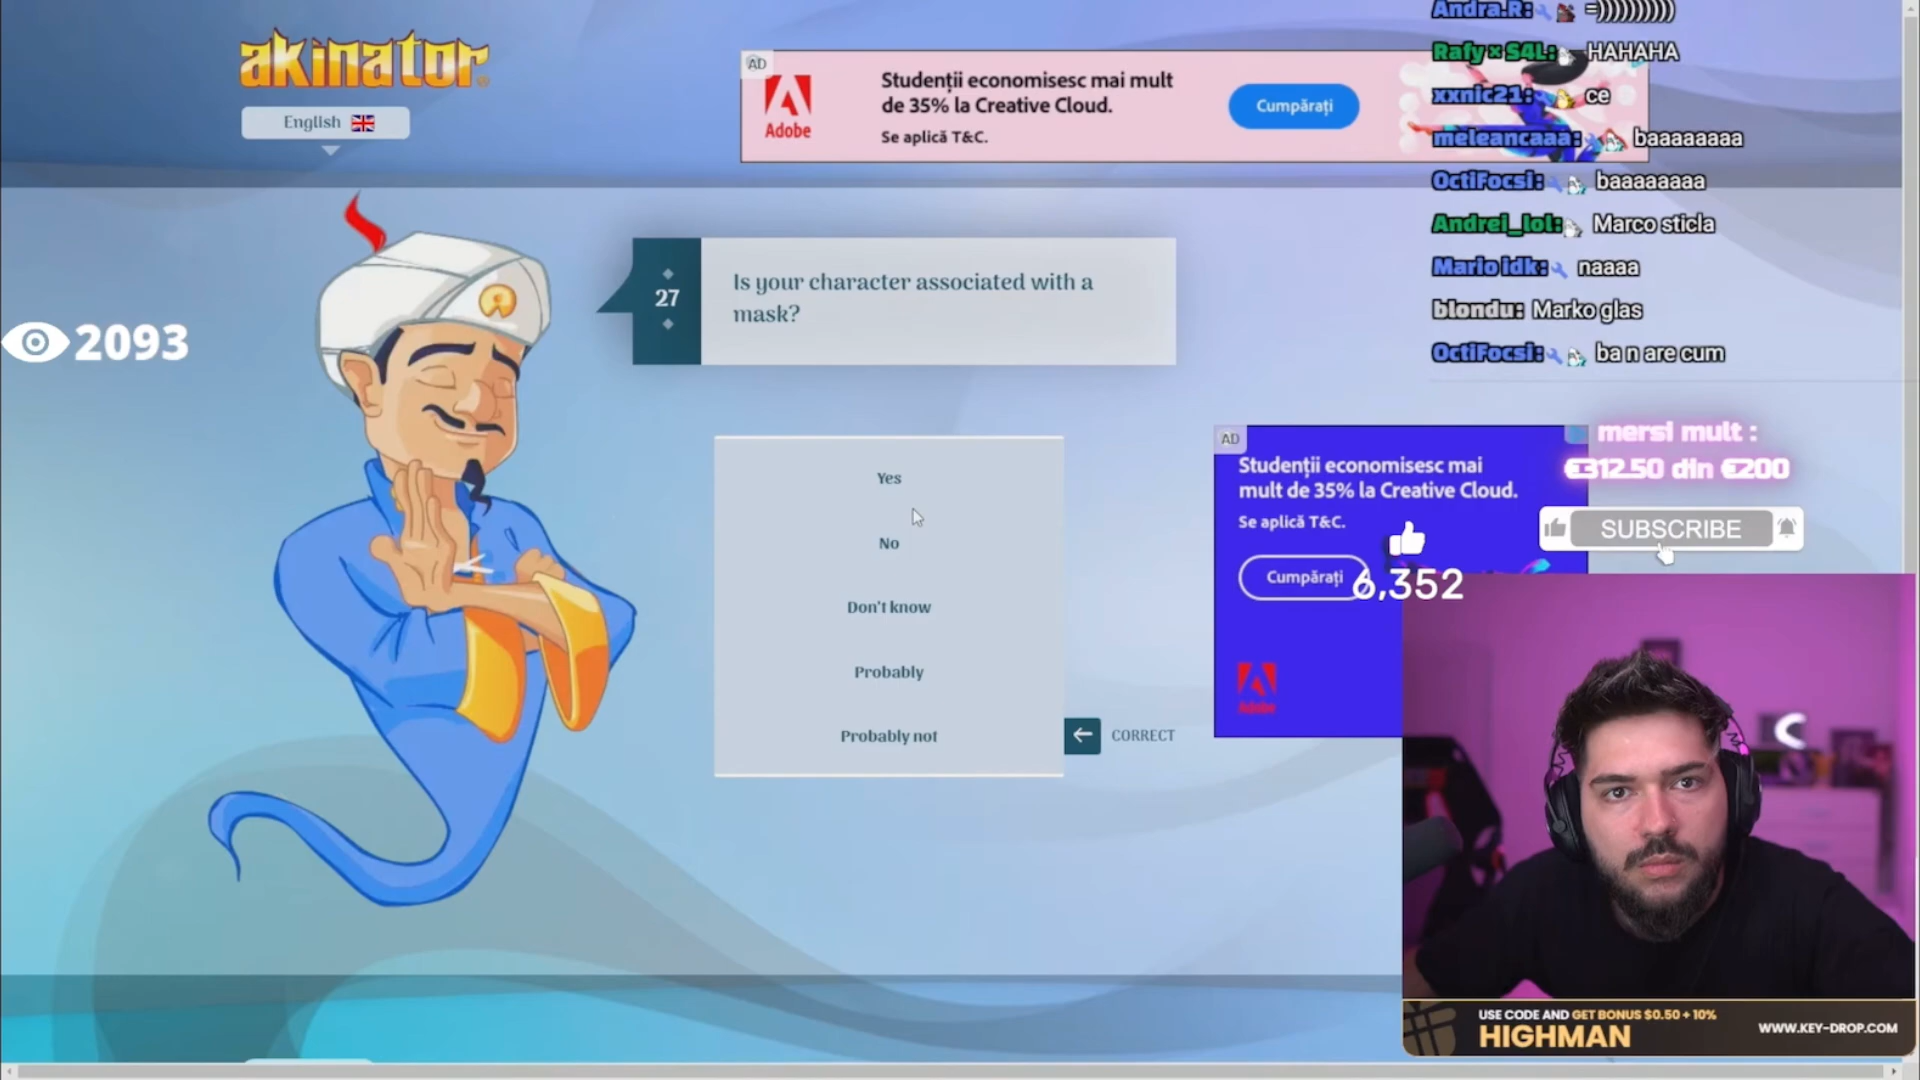 akinator
English
AD
Adobe
Studenții economisesc mai mult
de 35% la Creative Cloud.
Se aplică T&C.
Cumpărați
Andra.R: =))))))))))
Rafy × S4L: HAHAHA
xxnic21: ce
meleancaaa: baaaaaaaa
OctiFocsi: baaaaaaaa
Andrei_lol: Marco sticla
Mario idk: naaaa
blondu: Marko glas
OctiFocsi: ba n are cum
27
Is your character associated with a
mask?
2093
Yes
No
Don't know
Probably
Probably not
CORRECT
AD
Studenții economisesc mai
mult de 35% la Creative Cloud.
Se aplică T&C.
Cumpărați
Adobe
mersi mult :
€312.50 din €200
SUBSCRIBE
6,352
USE CODE AND GET BONUS $0.50 + 10%
HIGHMAN
WWW.KEY-DROP.COM